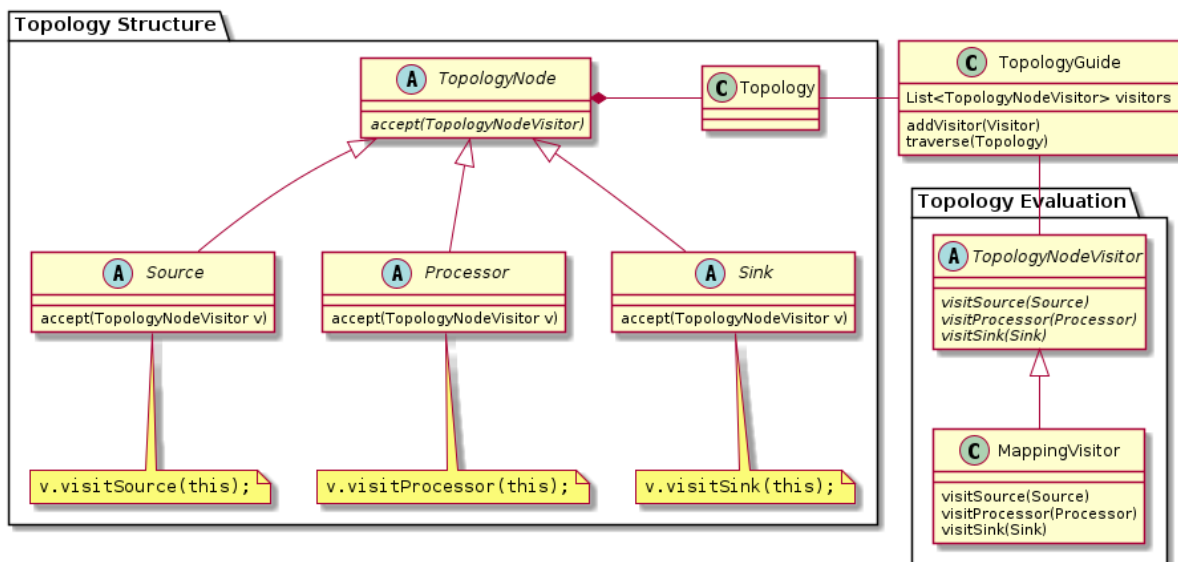 Topology Structure
A TopologyNode
accept(TopologyNodeVisitor)
C Topology
C TopologyGuide
List<TopologyNodeVisitor> visitors
addVisitor(Visitor)
traverse(Topology)
A Source
accept(TopologyNodeVisitor v)
A Processor
accept(TopologyNodeVisitor v)
A Sink
accept(TopologyNodeVisitor v)
v.visitSource(this);
v.visitProcessor(this);
v.visitSink(this);
Topology Evaluation
A TopologyNodeVisitor
visitSource(Source)
visitProcessor(Processor)
visitSink(Sink)
C MappingVisitor
visitSource(Source)
visitProcessor(Processor)
visitSink(Sink)